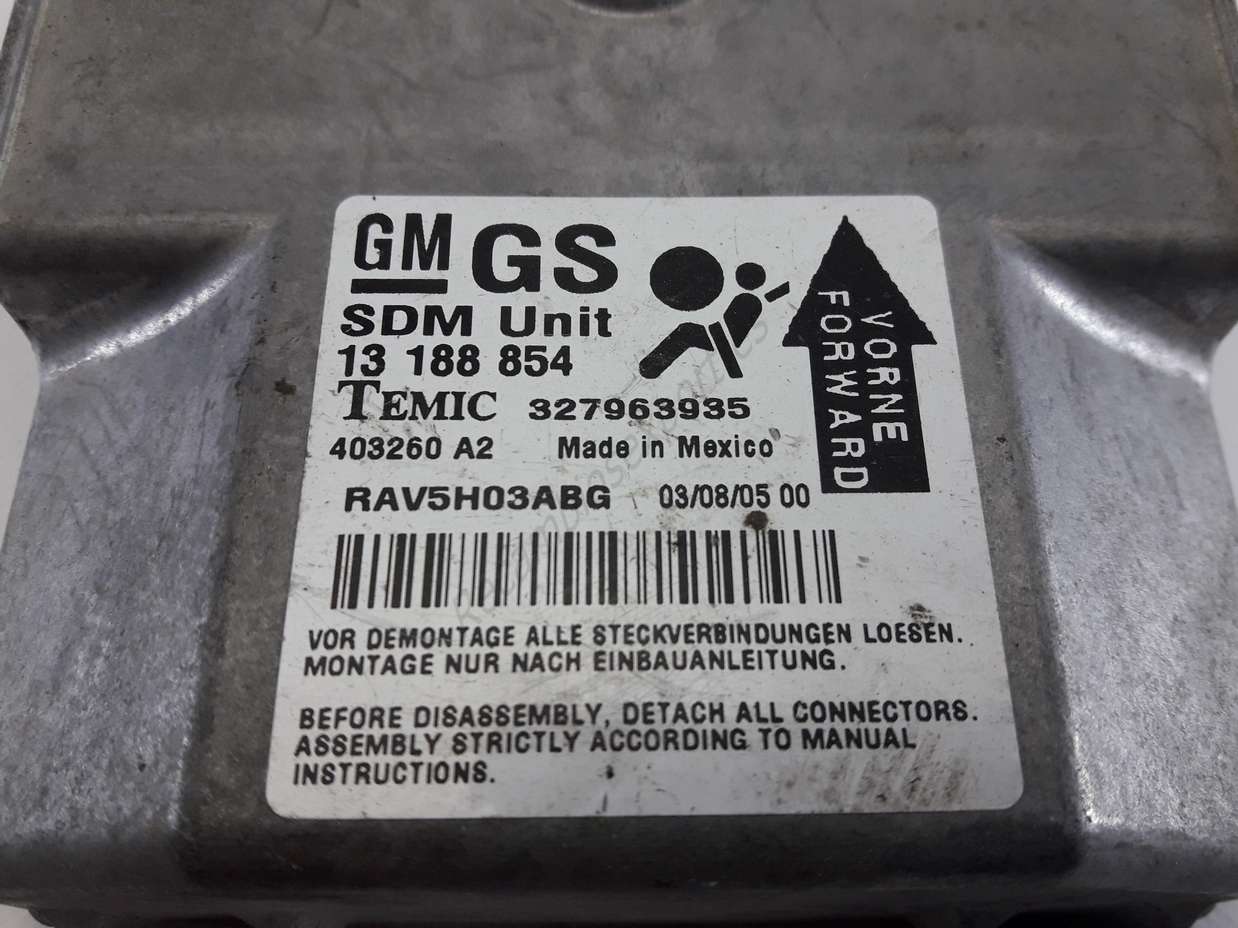 GM GS
SDM Unit
13 188 854
TEMIC 327963935
403260 A2 Made in Mexico
RAV5H03ABG 03/08/05 00
VORNE
FORWARD
VOR DEMONTAGE ALLE STECKVERBINDUNGEN LOESEN.
MONTAGE NUR NACH EINBAUANLEITUNG.
BEFORE DISASSEMBLY, DETACH ALL CONNECTORS.
ASSEMBLY STRICTLY ACCORDING TO MANUAL
INSTRUCTIONS.